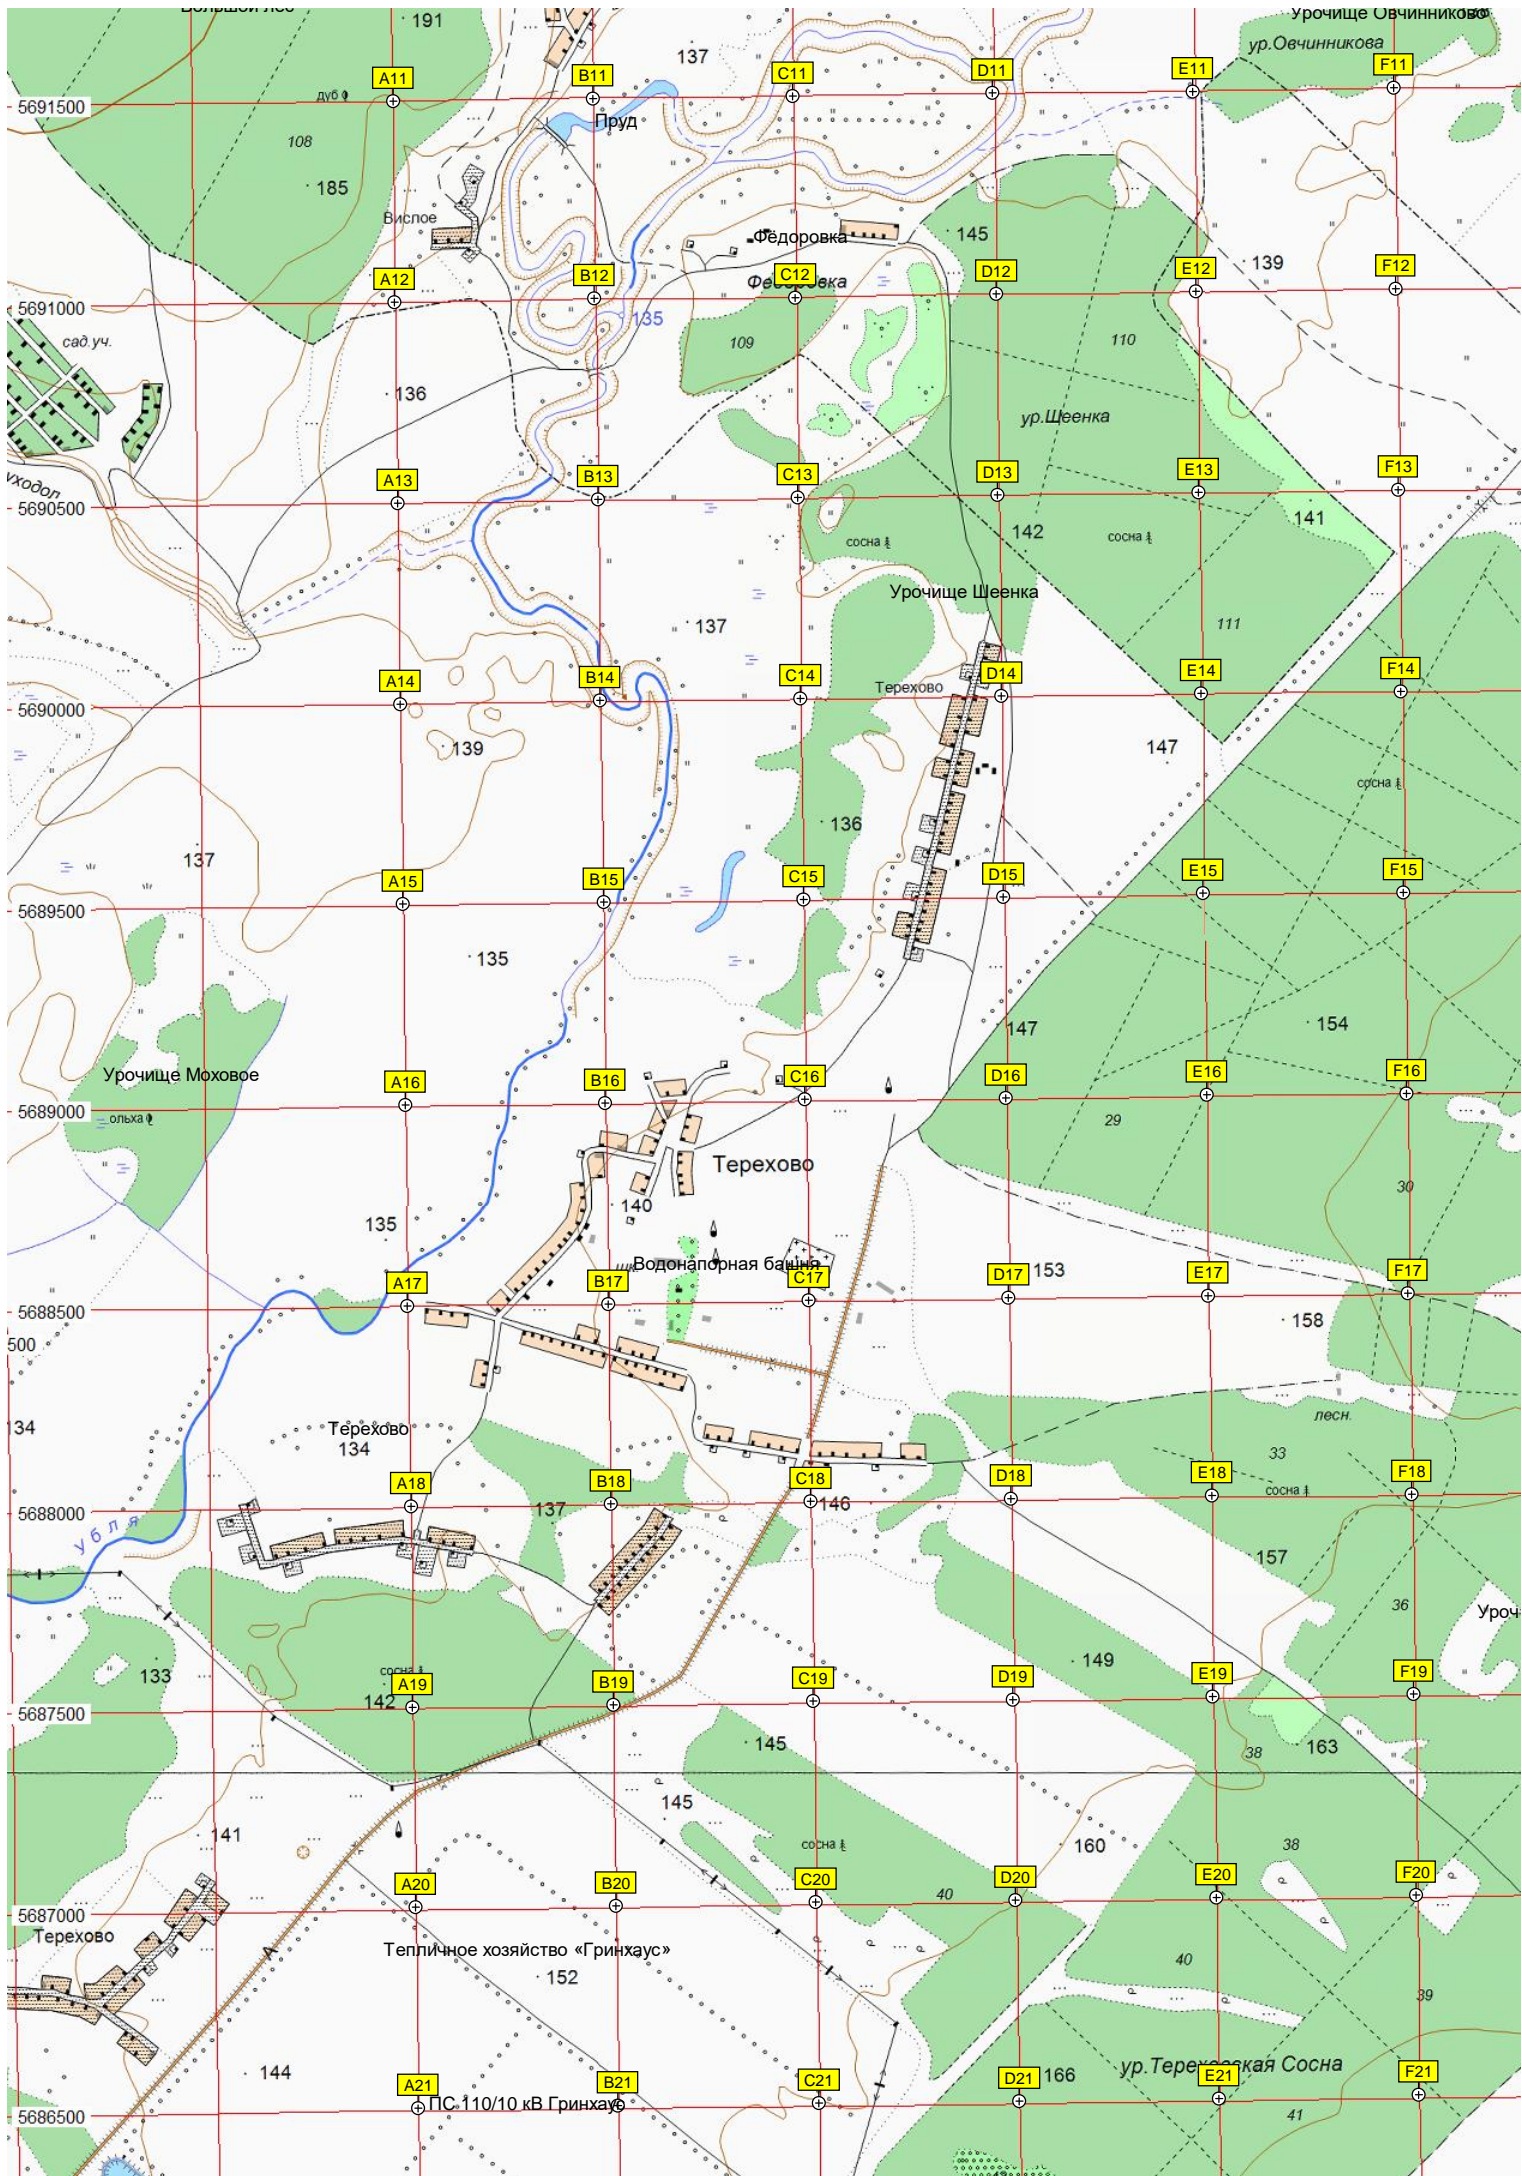 Большой лес
191
Урочище Овчинниково
ур.Овчинникова
137
A11
B11
C11
D11
E11
F11
5691500
дуб
Пруд
108
185
Вислое
Фёдоровка
145
139
A12
B12
C12
D12
E12
F12
5691000
135
сад.уч.
109
110
136
ур.Шеенка
A13
B13
C13
D13
E13
F13
5690500
141
142
сосна
сосна
Урочище Шеенка
137
111
A14
B14
C14
D14
E14
F14
Терехово
5690000
139
147
сосна
136
137
A15
B15
C15
D15
E15
F15
5689500
135
147
154
Урочище Моховое
A16
B16
C16
D16
E16
F16
5689000
ольха
29
Терехово
30
140
135
Водонапорная башня
153
A17
B17
C17
D17
E17
F17
5688500
158
500
134
Терехово
134
лесн.
33
A18
B18
C18
D18
E18
F18
сосна
146
137
5688000
убля
157
36
Уроч
133
сосна
149
A19
B19
C19
D19
E19
F19
142
5687500
145
38
163
145
141
сосна
160
38
A20
B20
C20
D20
E20
F20
40
5687000
Терехово
Тепличное хозяйство «Гринхаус»
152
40
39
144
166
ур.Тереховская Сосна
A21
B21
C21
D21
E21
F21
ПС 110/10 кВ Гринхаус
5686500
41